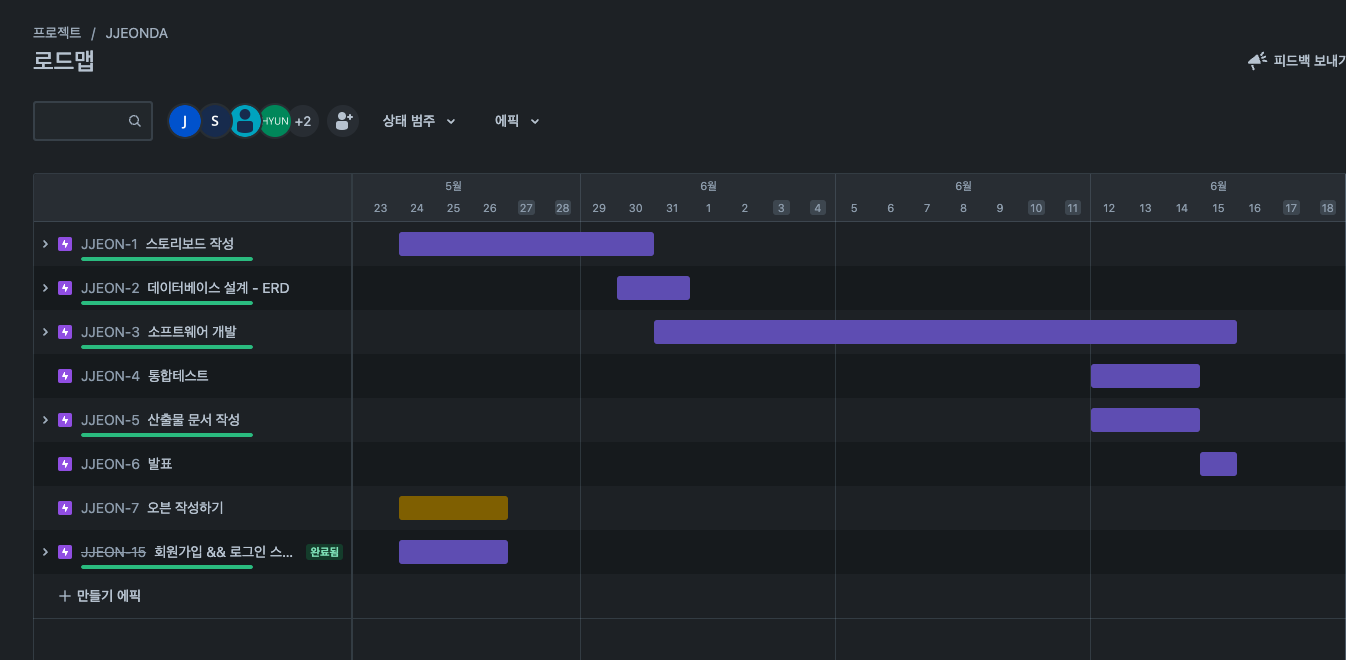 프로젝트 / JJEONDA
로드맵
피드백 보내기
J S HYUN +2 상태 범주 에픽
5월 6월 6월 6월
23 24 25 26 27 28 29 30 31 1 2 3 4 5 6 7 8 9 10 11 12 13 14 15 16 17 18
JJEON-1 스토리보드 작성
JJEON-2 데이터베이스 설계 - ERD
JJEON-3 소프트웨어 개발
JJEON-4 통합테스트
JJEON-5 산출물 문서 작성
JJEON-6 발표
JJEON-7 오븐 작성하기
JJEON-15 회원가입 && 로그인 스... 완료됨
만들기 에픽